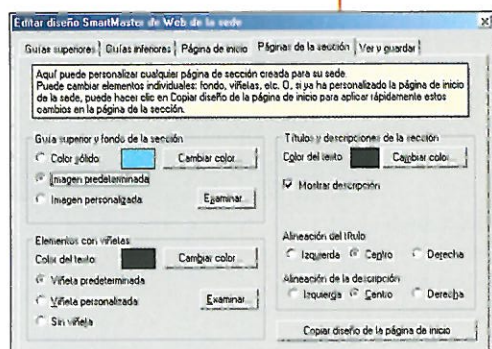 Editar diseño SmartMaster de Web de la sede
Guías superiores Guías inferiores Página de inicio Páginas de la sección Ver y guardar
Aquí puede personalizar cualquier página de sección creada para su sede.
Puede cambiar elementos individuales: fondo, viñetas, etc. O, si ya ha personalizado la página de inicio
de la sede, puede hacer clic en Copiar diseño de la página de inicio para aplicar rápidamente estos
cambios en la página de la sección.
Guía superior y fondo de la sección
Color sólido: Cambiar color...
Imagen predeterminada
Imagen personalizada Examinar...
Elementos con viñetas
Color del texto: Cambiar color...
Viñeta predeterminada
Viñeta personalizada: Examinar...
Sin viñeta
Títulos y descripciones de la sección
Color del texto: Cambiar color...
Mostrar descripción
Alineación del título
Izquierda Centro Derecha
Alineación de la descripción
Izquierda Centro Derecha
Copiar diseño de la página de inicio